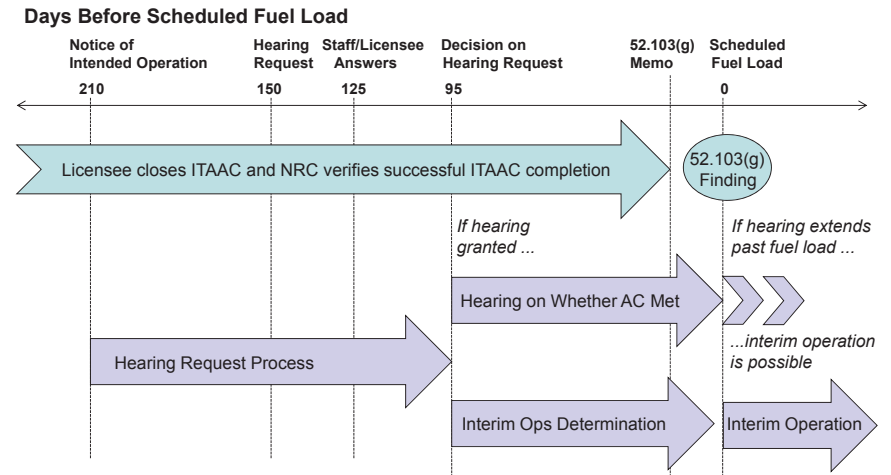 Days Before Scheduled Fuel Load
Notice of
Intended Operation
Hearing
Request
Staff/Licensee
Answers
Decision on
Hearing Request
52.103(g)
Memo
Scheduled
Fuel Load
210
150
125
95
0
Licensee closes ITAAC and NRC verifies successful ITAAC completion
52.103(g)
Finding
If hearing
granted ...
If hearing extends
past fuel load ...
Hearing on Whether AC Met
...interim operation
is possible
Hearing Request Process
Interim Ops Determination
Interim Operation